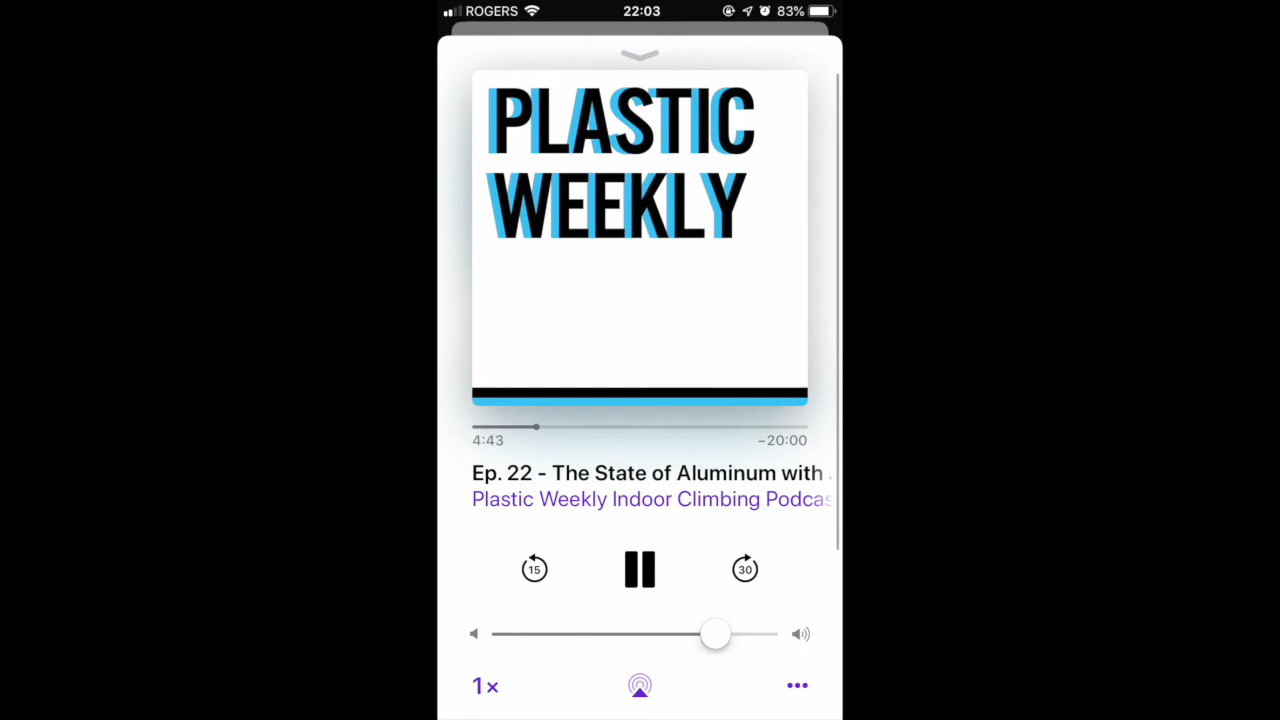 ROGERS 22:03 83%
PLASTIC
WEEKLY
4:43 −20:00
Ep. 22 - The State of Aluminum with
Plastic Weekly Indoor Climbing Podcas
15 30
1×